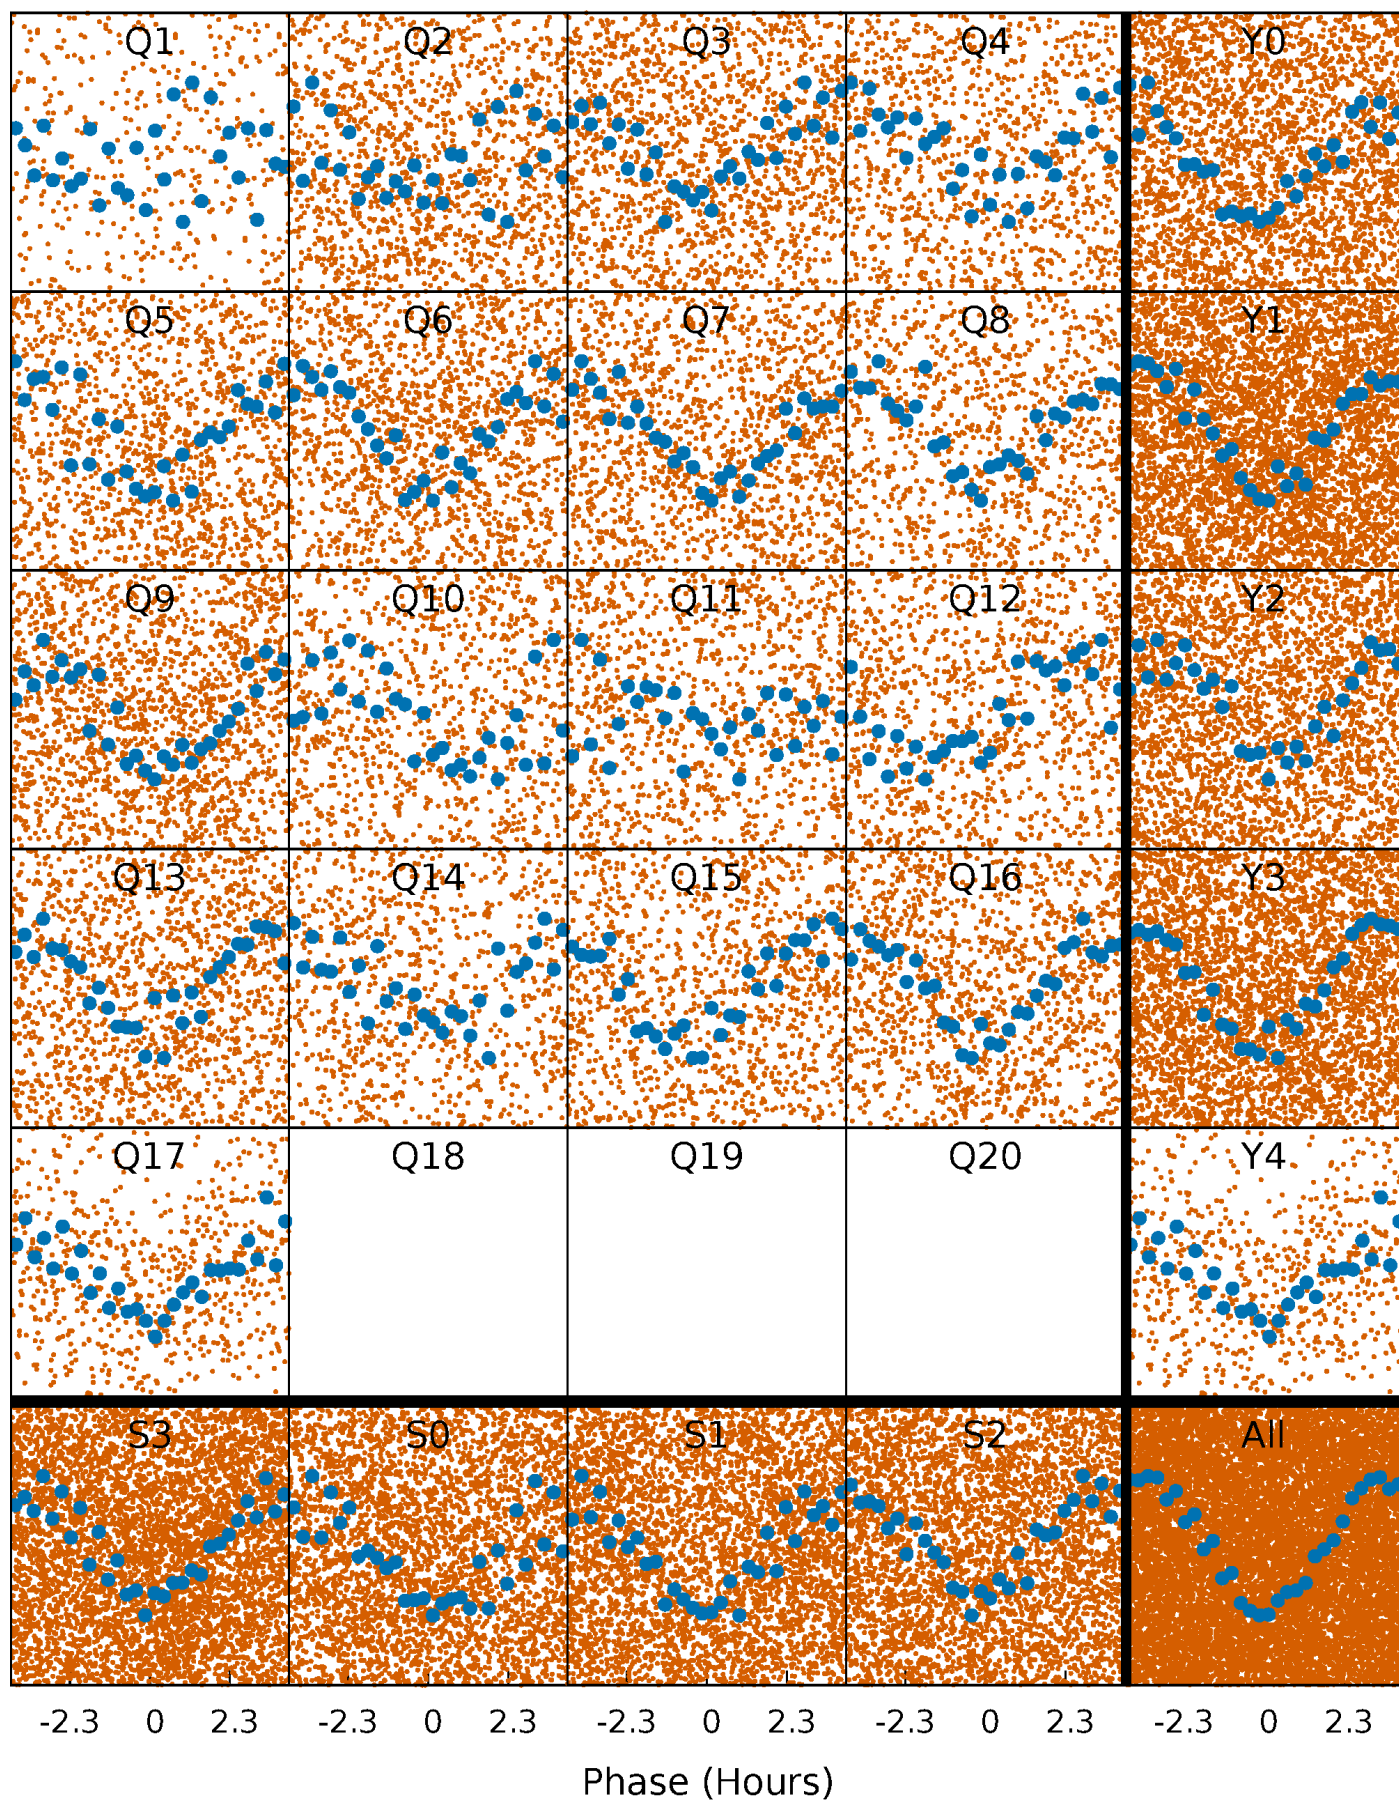 Q1 Q2 Q3 Q4 Y0
Q5 Q6 Q7 Q8 Y1
Q9 Q10 Q11 Q12 Y2
Q13 Q14 Q15 Q16 Y3
Q17 Q18 Q19 Q20 Y4
S3 S0 S1 S2 All
-2.3 0 2.3 -2.3 0 2.3 -2.3 0 2.3 -2.3 0 2.3 -2.3 0 2.3
Phase (Hours)